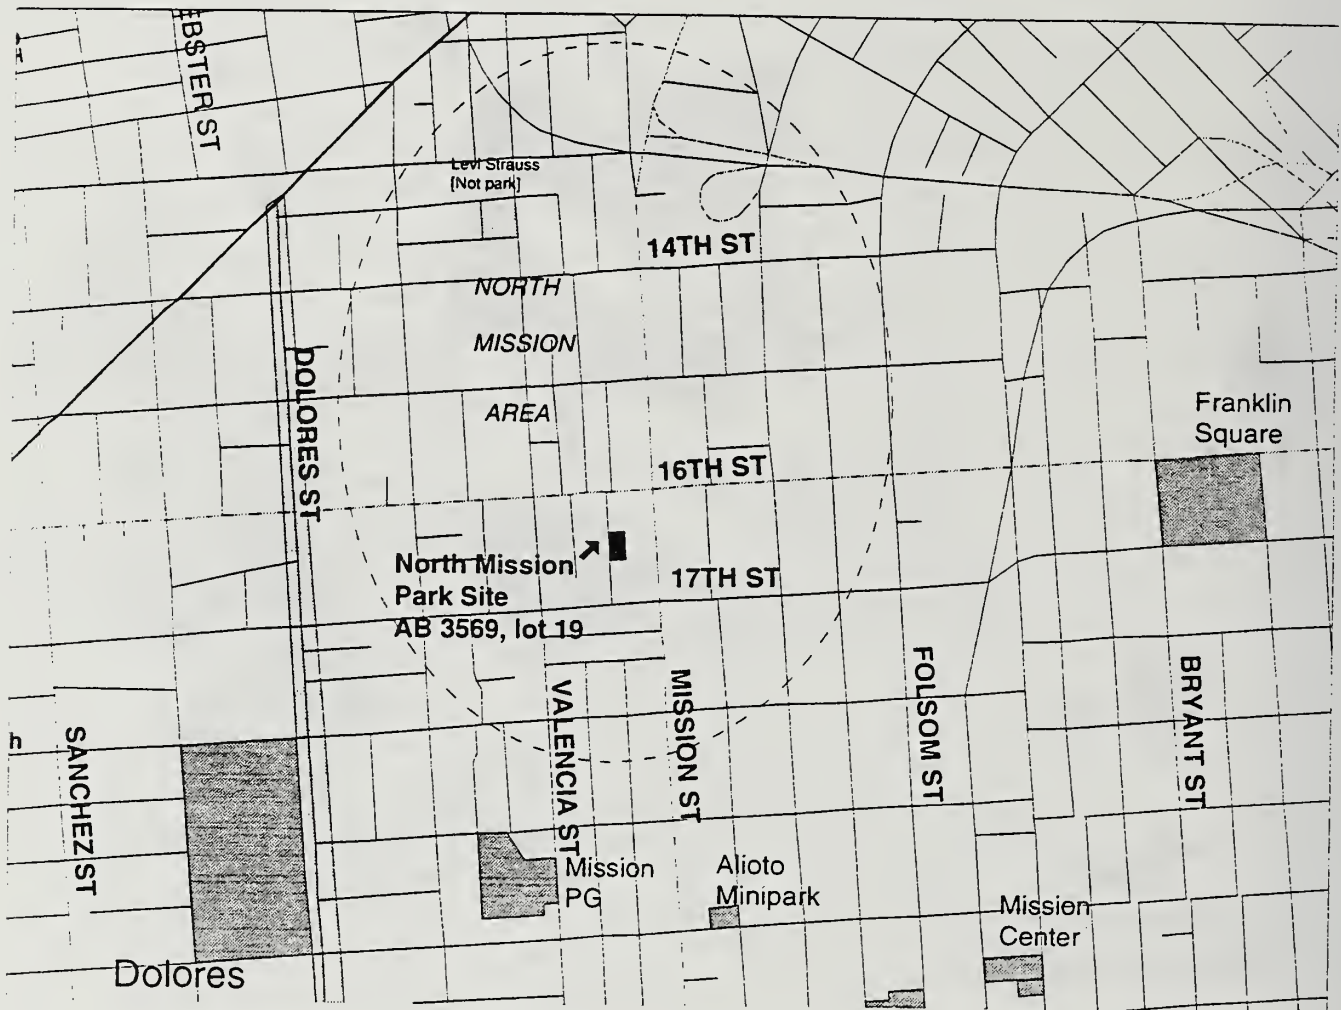 EBSTER ST
Levi Strauss
[Not park]
14TH ST
NORTH
MISSION
AREA
DOLORES ST
Franklin
Square
16TH ST
North Mission
Park Site
AB 3569, lot 19
17TH ST
SANCHEZ ST
VALENCIA ST
MISSION ST
FOLSOM ST
BRYANT ST
h
Mission
PG
Alioto
Minipark
Mission
Center
Dolores